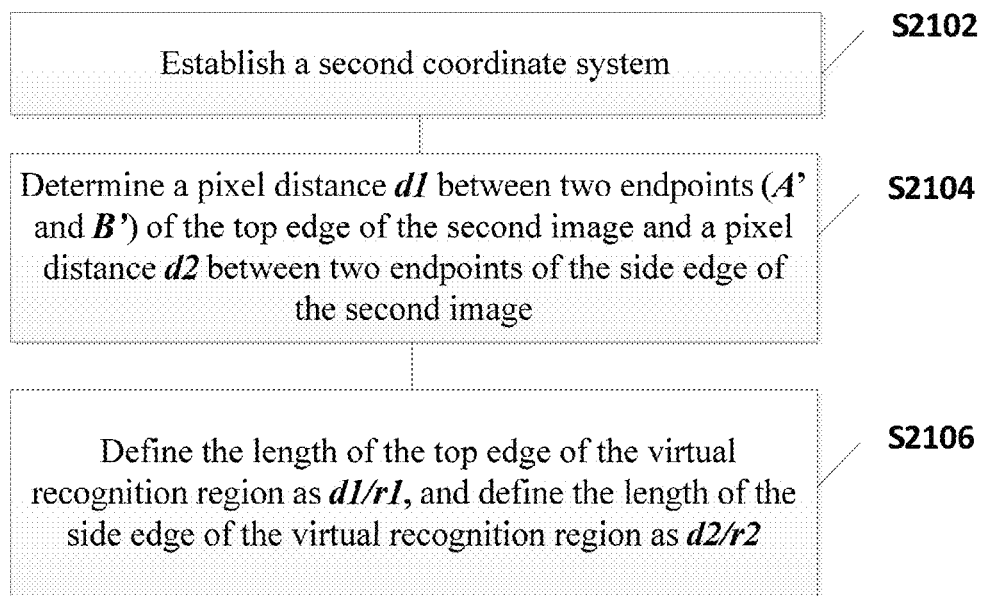 S2102
Establish a second coordinate system
Determine a pixel distance d1 between two endpoints (A’
and B’) of the top edge of the second image and a pixel
distance d2 between two endpoints of the side edge of
the second image
S2104
Define the length of the top edge of the virtual
recognition region as d1/r1, and define the length of the
side edge of the virtual recognition region as d2/r2
S2106